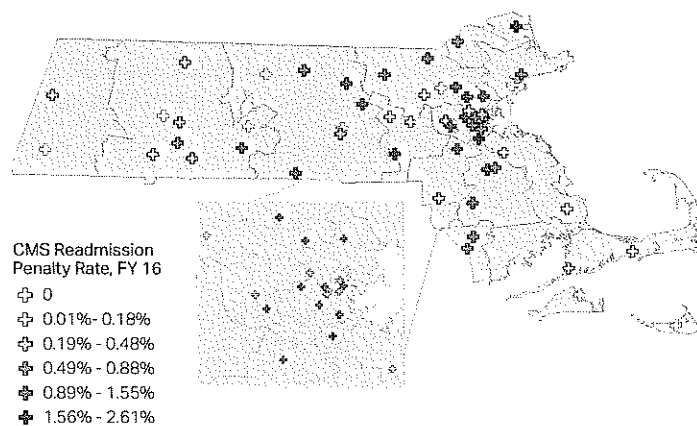 CMS Readmission
Penalty Rate, FY 16
0
0.01% - 0.18%
0.19% - 0.48%
0.49% - 0.88%
0.89% - 1.55%
1.56% - 2.61%